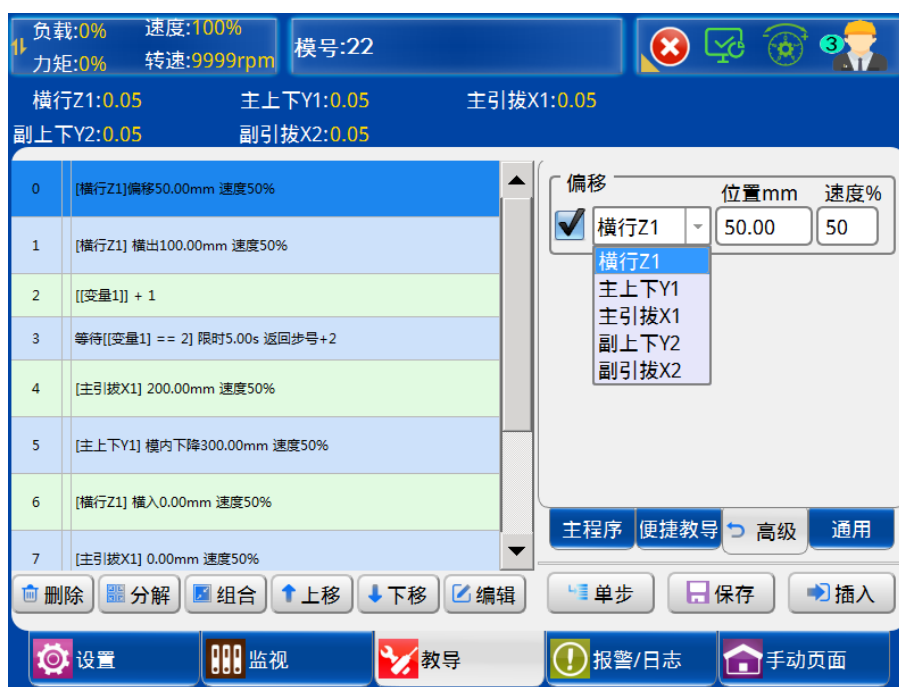 负载:0% 速度:100%
模号:22
力矩:0% 转速:9999rpm
3
横行Z1:0.05 主上下Y1:0.05 主引拔X1:0.05
副上下Y2:0.05 副引拔X2:0.05
0 [横行Z1]偏移50.00mm 速度50%
1 [横行Z1] 横出100.00mm 速度50%
2 [[变量1]] + 1
3 等待[[变量1] == 2] 限时5.00s 返回步号+2
4 [主引拔X1] 200.00mm 速度50%
5 [主上下Y1] 模内下降300.00mm 速度50%
6 [横行Z1] 横入0.00mm 速度50%
7 [主引拔X1] 0.00mm 速度50%
偏移 位置mm 速度%
横行Z1 50.00 50
横行Z1
主上下Y1
主引拔X1
副上下Y2
副引拔X2
主程序 便捷教导 高级 通用
删除 分解 组合 上移 下移 编辑 单步 保存 插入
设置 监视 教导 报警/日志 手动页面